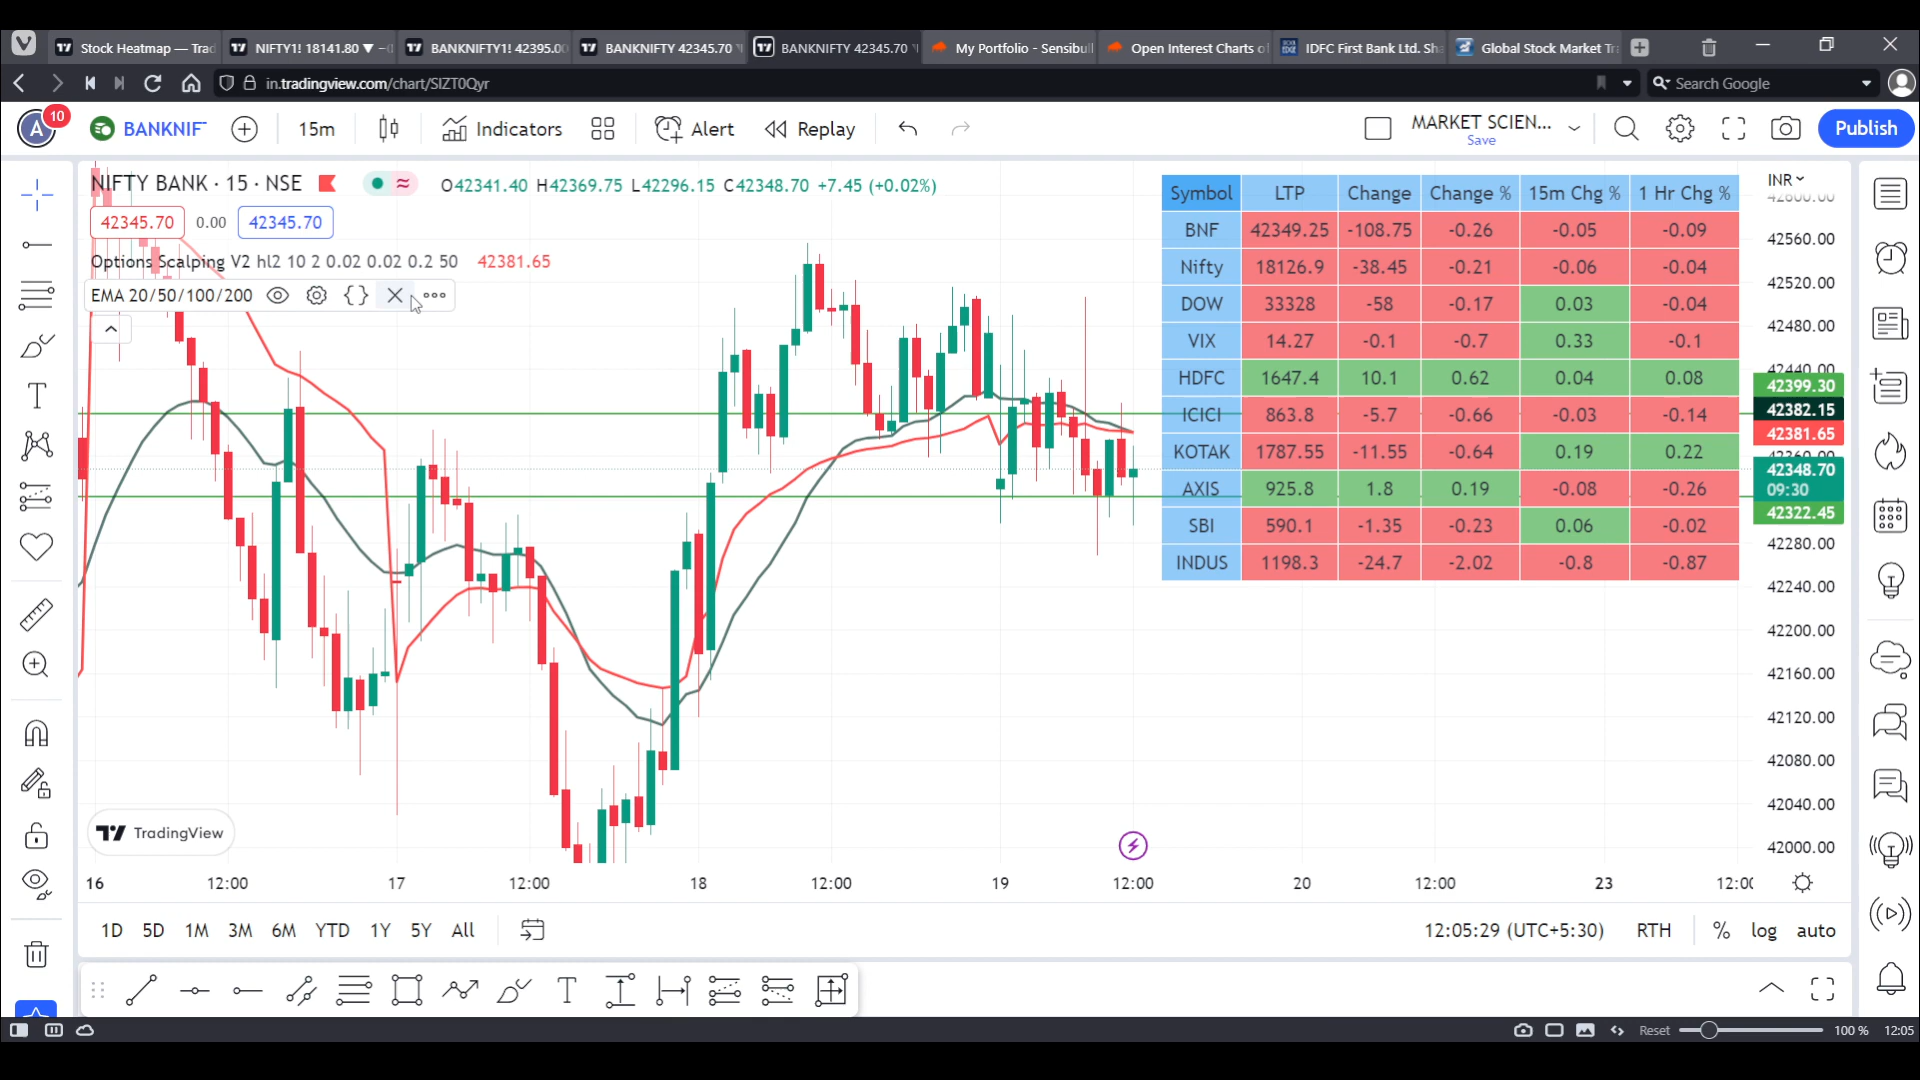 Stock Heatmap — Trad
NIFTY1! 18141.80 ▼ −0
BANKNIFTY1! 42395.00
BANKNIFTY 42345.70
BANKNIFTY 42345.70
My Portfolio - Sensibull
Open Interest Charts o
IDFC First Bank Ltd. Sha
Global Stock Market Tr
in.tradingview.com/chart/SIZT0Qyr
Search Google
A
10
BANKNIF
15m
Indicators
Alert
Replay
MARKET SCIEN...
Save
Publish
NIFTY BANK · 15 · NSE
O42341.40 H42369.75 L42296.15 C42348.70 +7.45 (+0.02%)
42345.70 0.00 42345.70
Options Scalping V2 hl2 10 2 0.02 0.02 0.2 50 42381.65
EMA 20/50/100/200
Symbol LTP Change Change % 15m Chg % 1 Hr Chg %
BNF 42349.25 -108.75 -0.26 -0.05 -0.09
Nifty 18126.9 -38.45 -0.21 -0.06 -0.04
DOW 33328 -58 -0.17 0.03 -0.04
VIX 14.27 -0.1 -0.7 0.33 -0.1
HDFC 1647.4 10.1 0.62 0.04 0.08
ICICI 863.8 -5.7 -0.66 -0.03 -0.14
KOTAK 1787.55 -11.55 -0.64 0.19 0.22
AXIS 925.8 1.8 0.19 -0.08 -0.26
SBI 590.1 -1.35 -0.23 0.06 -0.02
INDUS 1198.3 -24.7 -2.02 -0.8 -0.87
INR
42600.00
42560.00
42520.00
42480.00
42440.00
42399.30
42382.15
42381.65
42360.00
42348.70
09:30
42322.45
42280.00
42240.00
42200.00
42160.00
42120.00
42080.00
42040.00
42000.00
TradingView
16 12:00 17 12:00 18 12:00 19 12:00 20 12:00 23 12:00
1D 5D 1M 3M 6M YTD 1Y 5Y All
12:05:29 (UTC+5:30) RTH % log auto
Reset 100 % 12:05